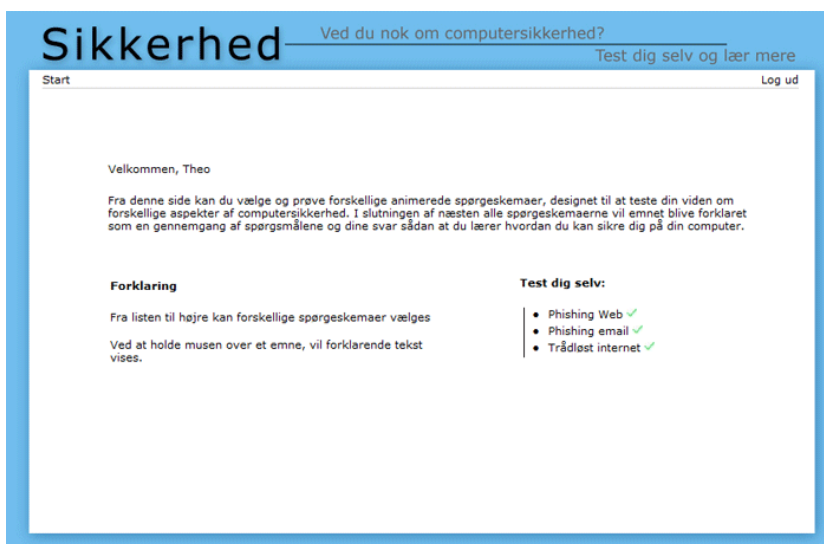 Sikkerhed
Ved du nok om computersikkerhed?
Test dig selv og lær mere
Start
Log ud
Velkommen, Theo
Fra denne side kan du vælge og prøve forskellige animerede spørgeskemaer, designet til at teste din viden om
forskellige aspekter af computersikkerhed. I slutningen af næsten alle spørgeskemaerne vil emnet blive forklaret
som en gennemgang af spørgsmålene og dine svar sådan at du lærer hvordan du kan sikre dig på din computer.
Forklaring
Fra listen til højre kan forskellige spørgeskemaer vælges
Ved at holde musen over et emne, vil forklarende tekst
vises.
Test dig selv:
Phishing Web
Phishing email
Trådløst internet